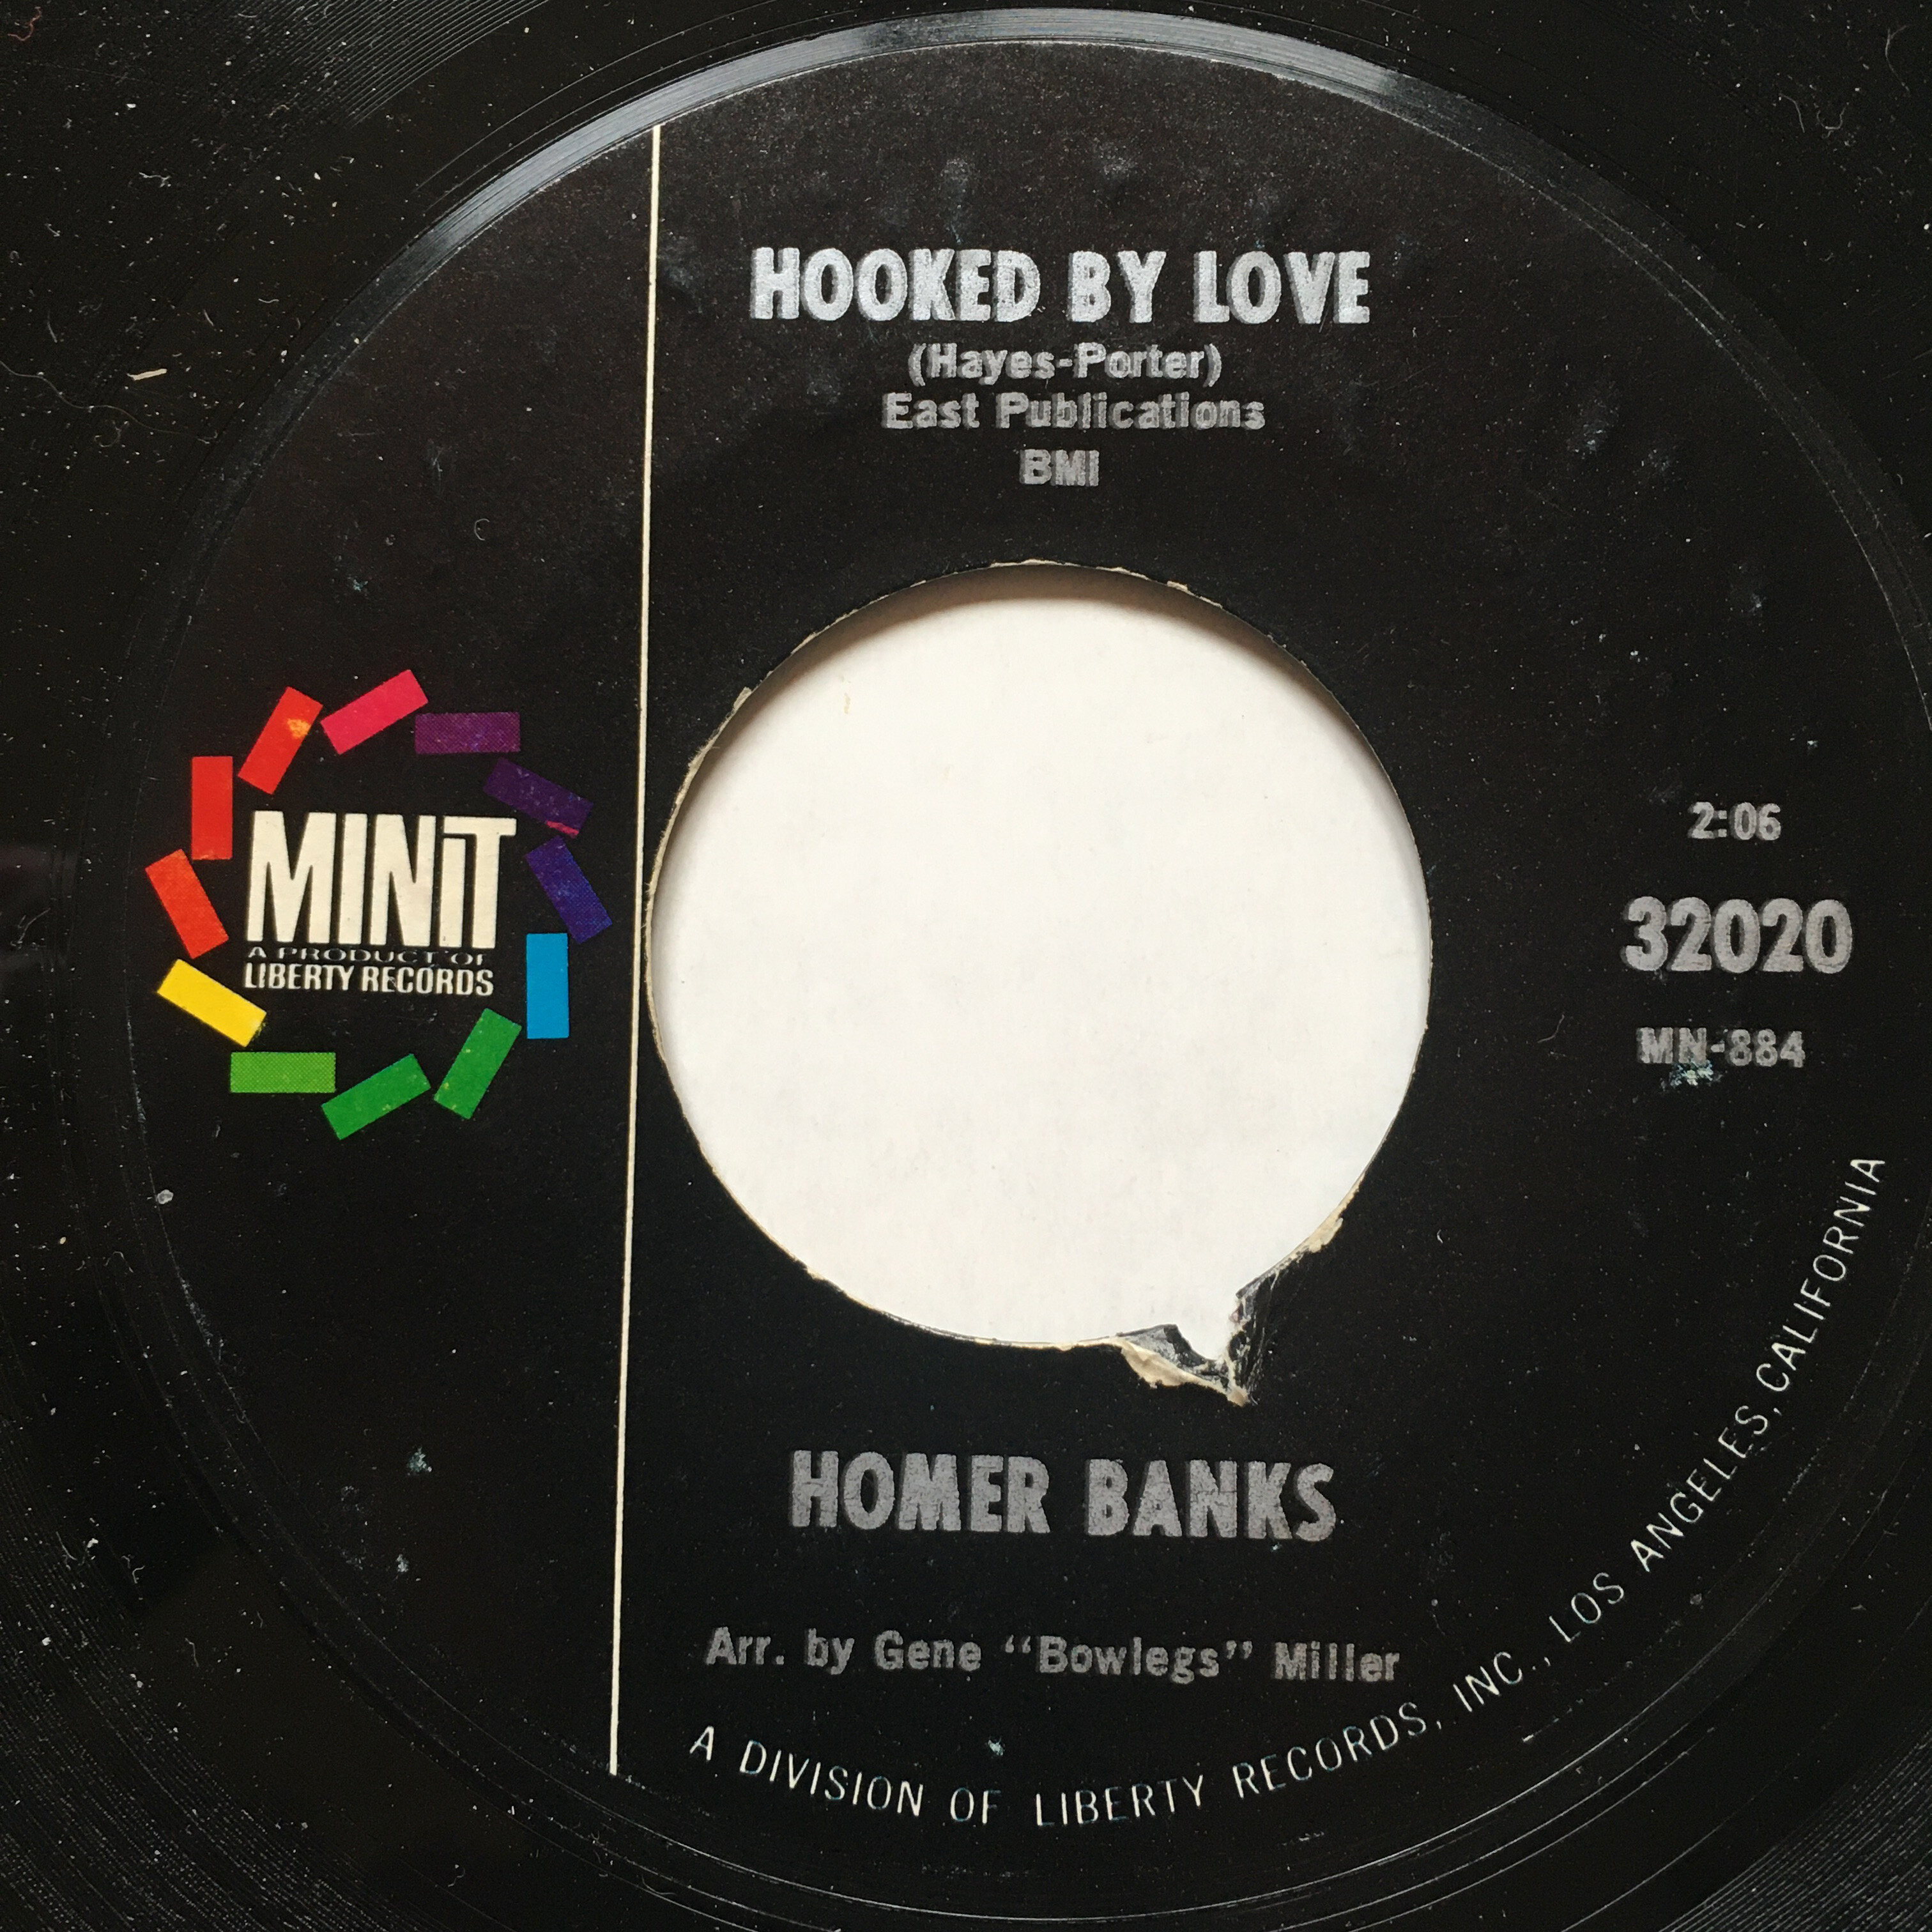 HOOKED BY LOVE
(Hayes-Porter)
East Publications
BMI
MINiT
A PRODUCT OF
LIBERTY RECORDS
2:06
32020
MN-884
HOMER BANKS
Arr. by Gene “Bowlegs” Miller
A DIVISION OF LIBERTY RECORDS, INC., LOS ANGELES, CALIFORNIA